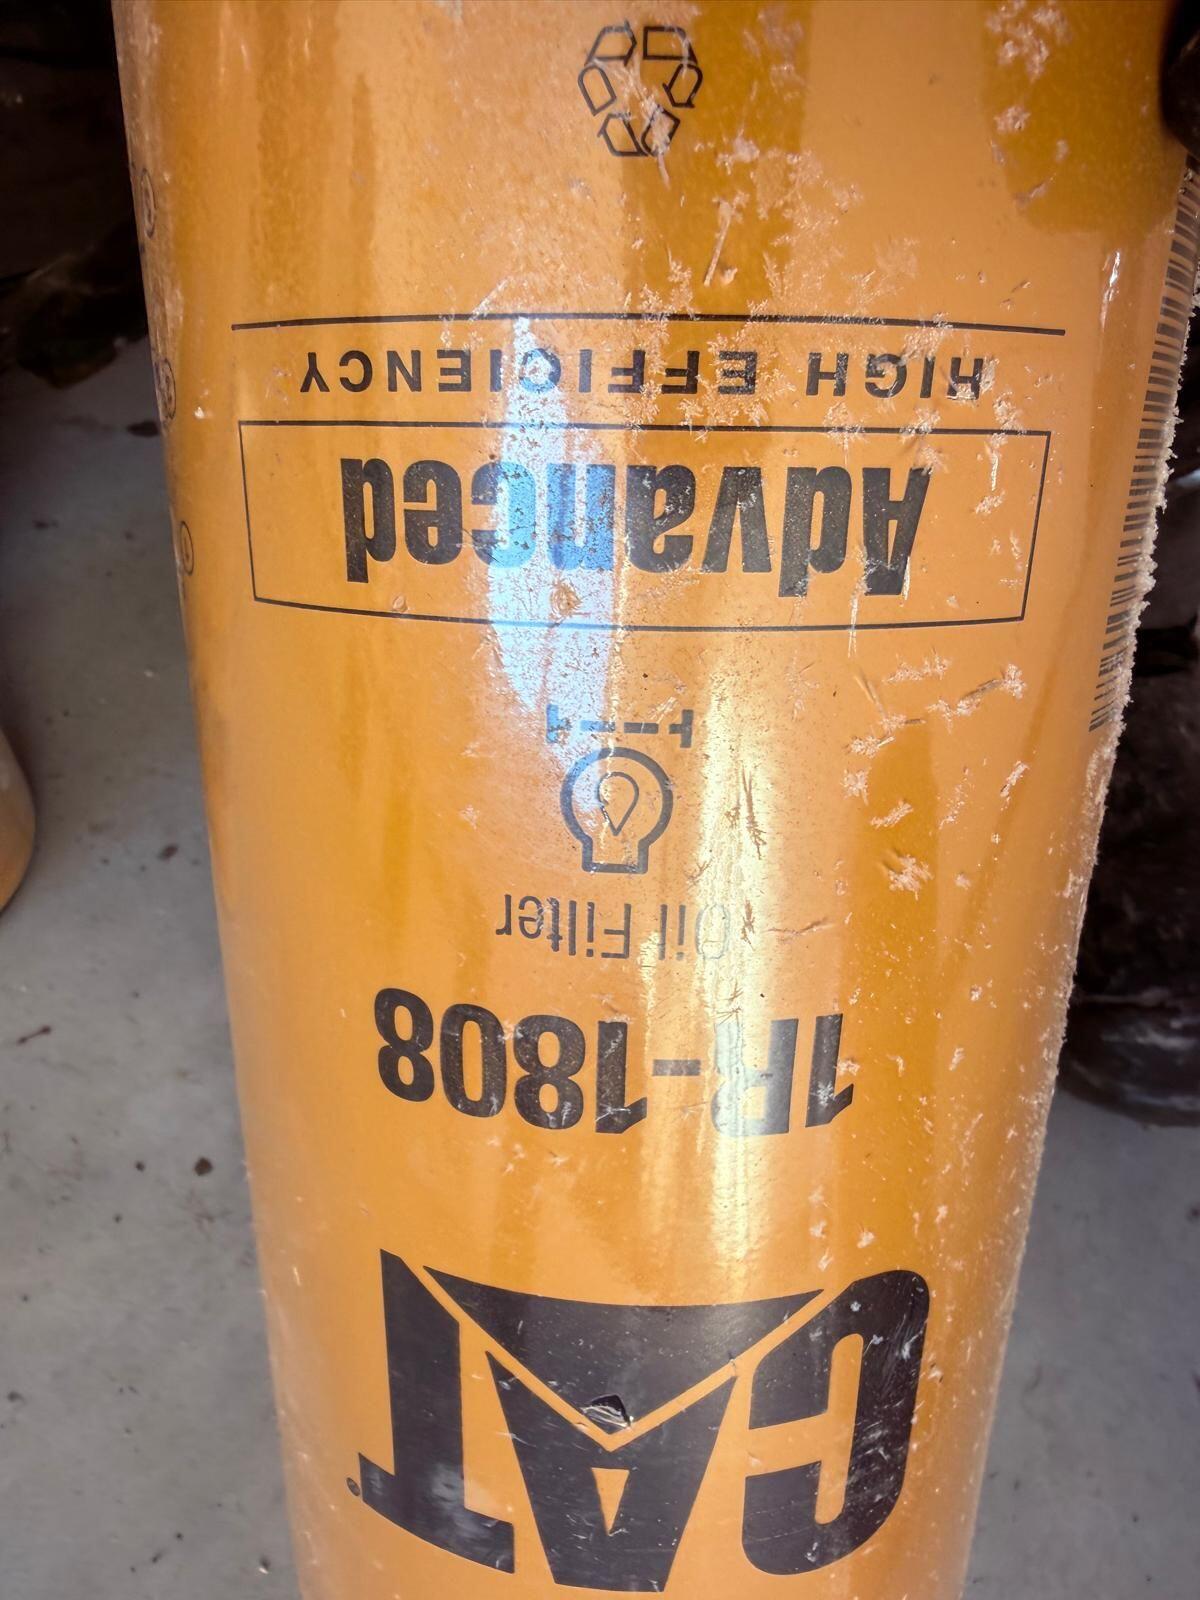 CAT
1R-1808
Oil Filter
Advanced
HIGH EFFICIENCY